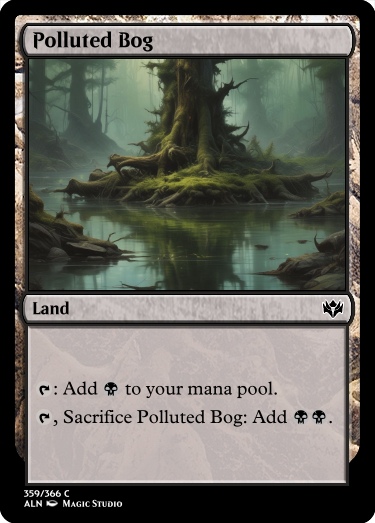 Polluted Bog
Land
: Add to your mana pool.
, Sacrifice Polluted Bog: Add .
359/366 C
ALN Magic Studio